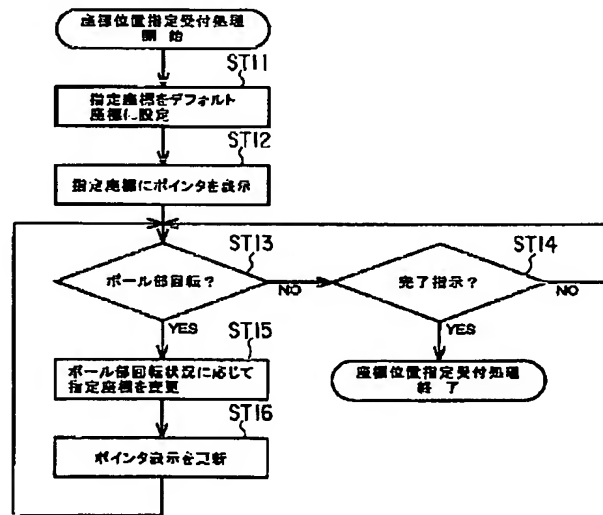 座標位置指定受付処理
開始
ST11
指定座標をデフォルト
座標に設定
ST12
指定座標にポインタを表示
ST13
ボール部回転？
NO
YES
ST14
完了指示？
NO
YES
ST15
ボール部回転状況に応じて
指定座標を変更
座標位置指定受付処理
終了
ST16
ポインタ表示を更新